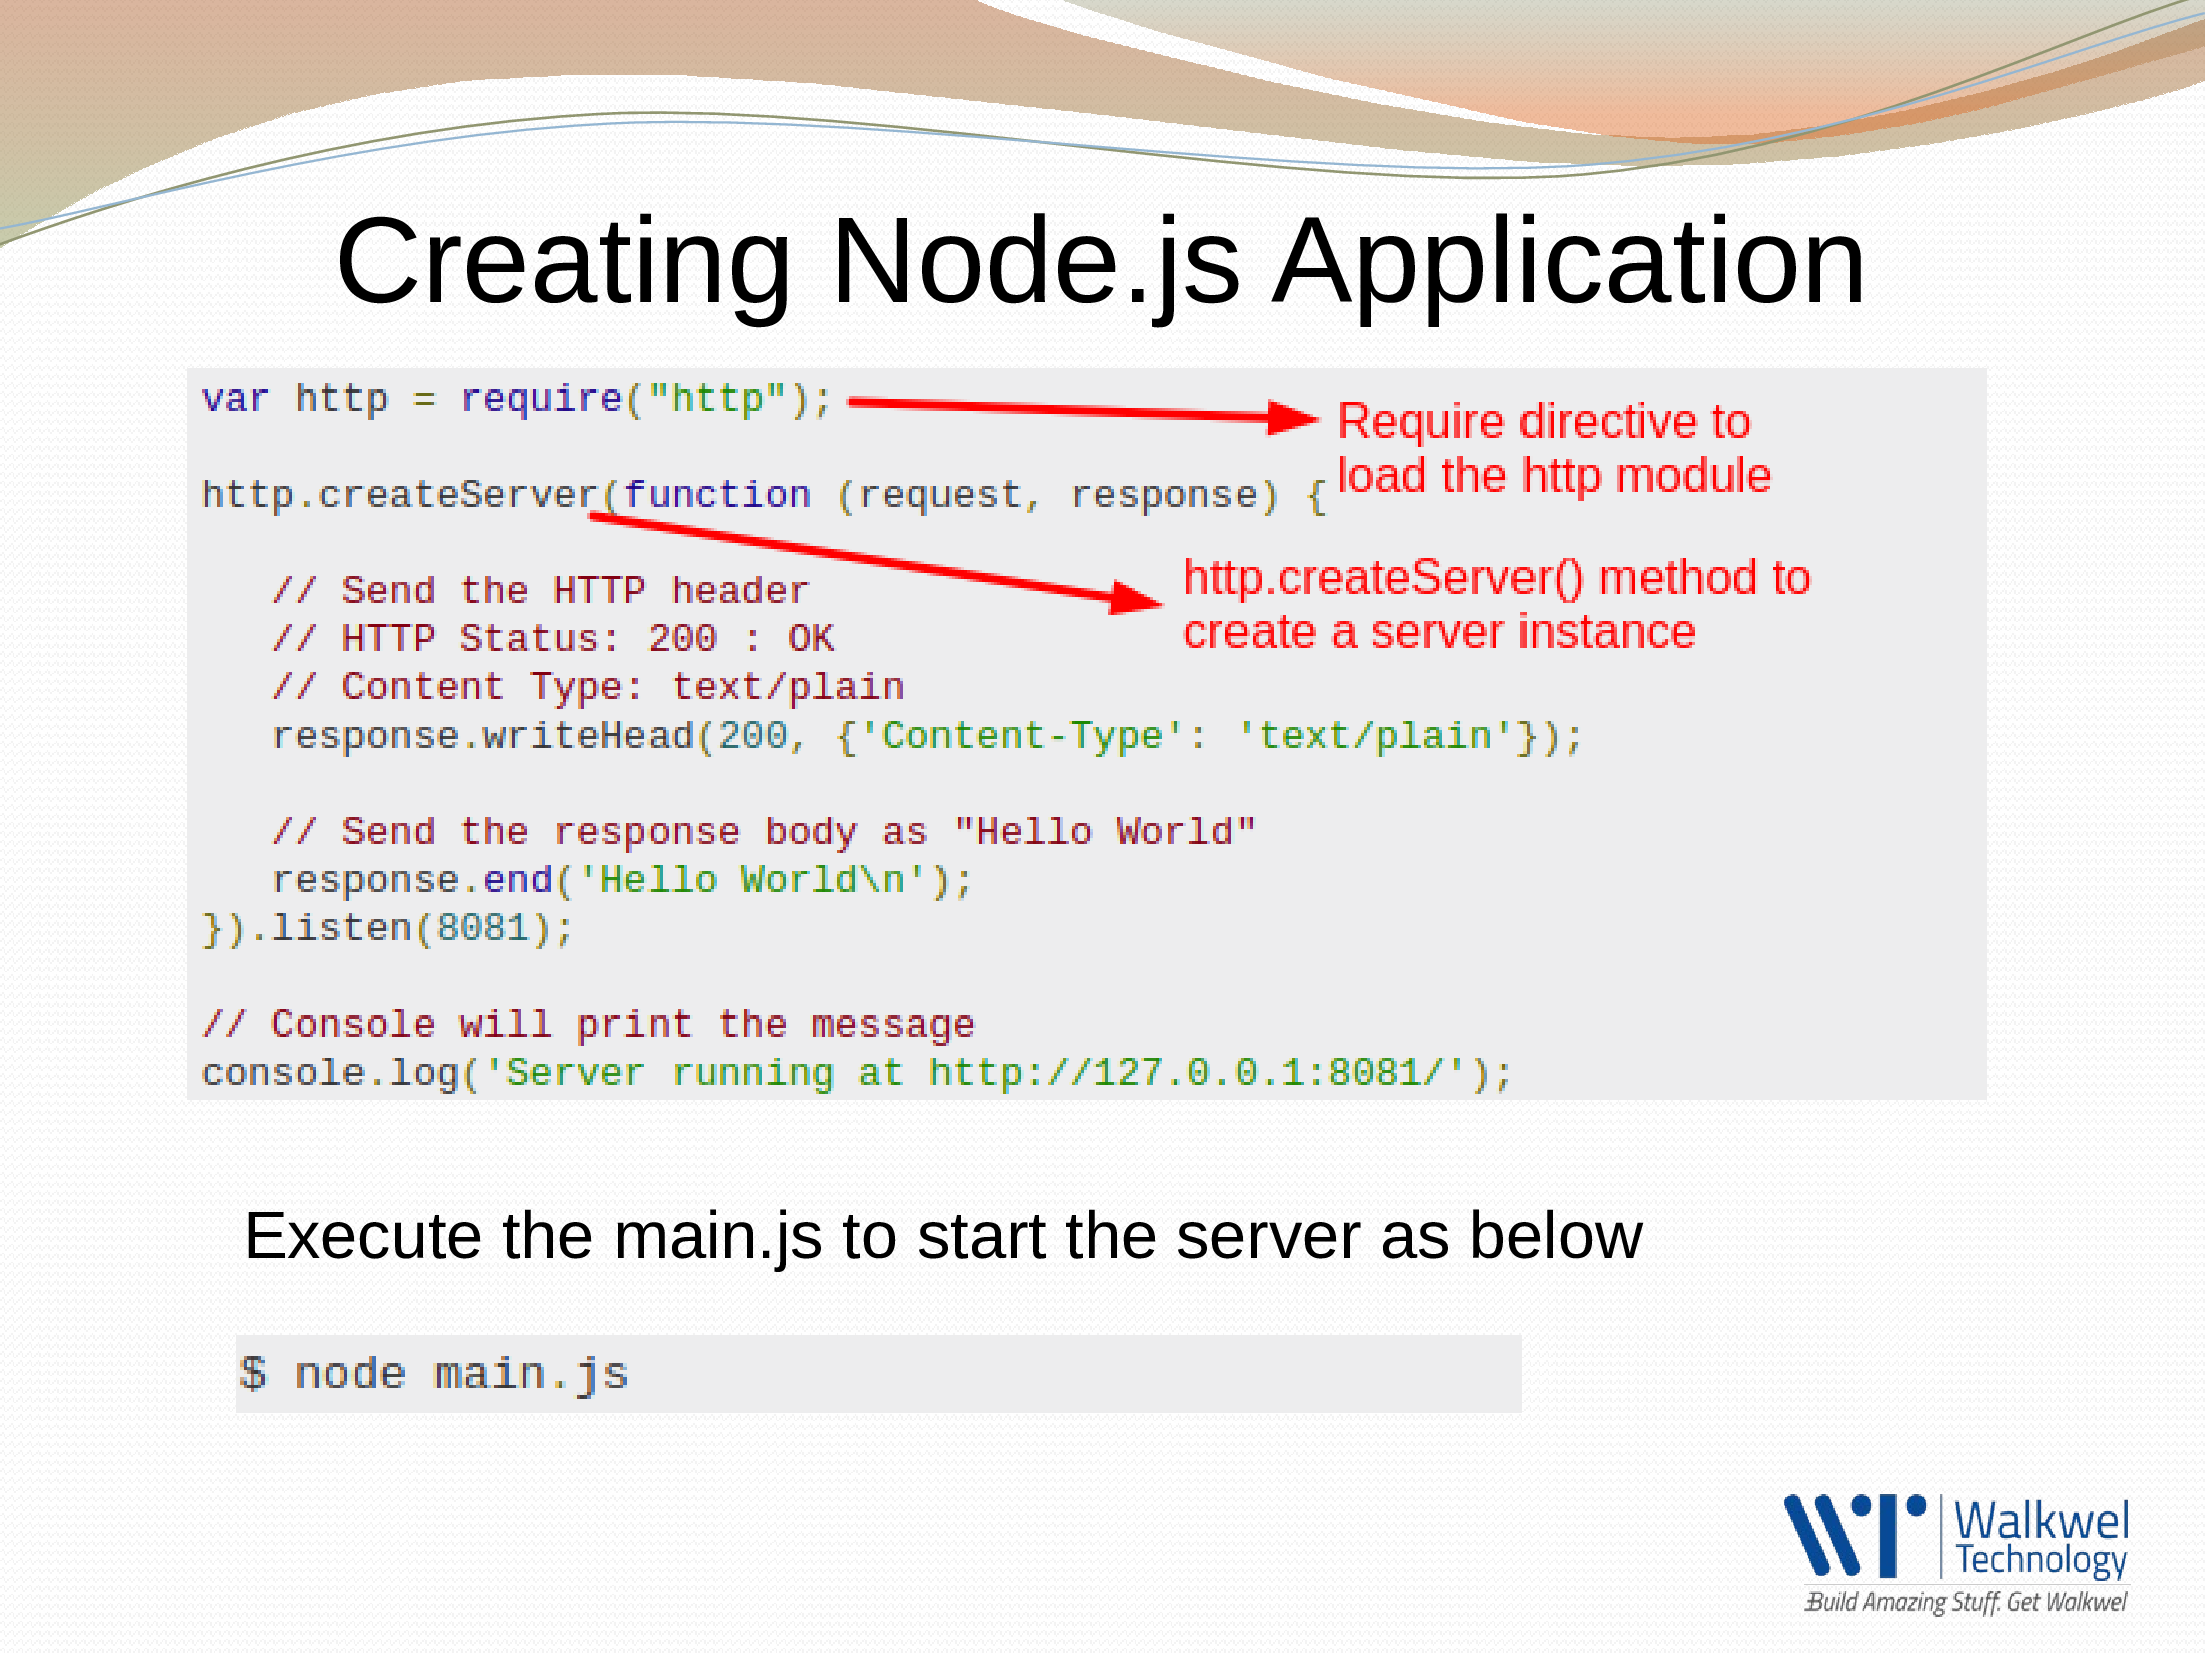 Creating Node.js Application
var http = require("http");
Require directive to
load the http module
http.createServer(function (request, response) {
http.createServer() method to
create a server instance
   // Send the HTTP header
   // HTTP Status: 200 : OK
   // Content Type: text/plain
   response.writeHead(200, {'Content-Type': 'text/plain'});
   // Send the response body as "Hello World"
   response.end('Hello World\n');
}).listen(8081);
// Console will print the message
console.log('Server running at http://127.0.0.1:8081/');
Execute the main.js to start the server as below
$ node main.js
Walkwel
Technology
Build Amazing Stuff. Get Walkwel